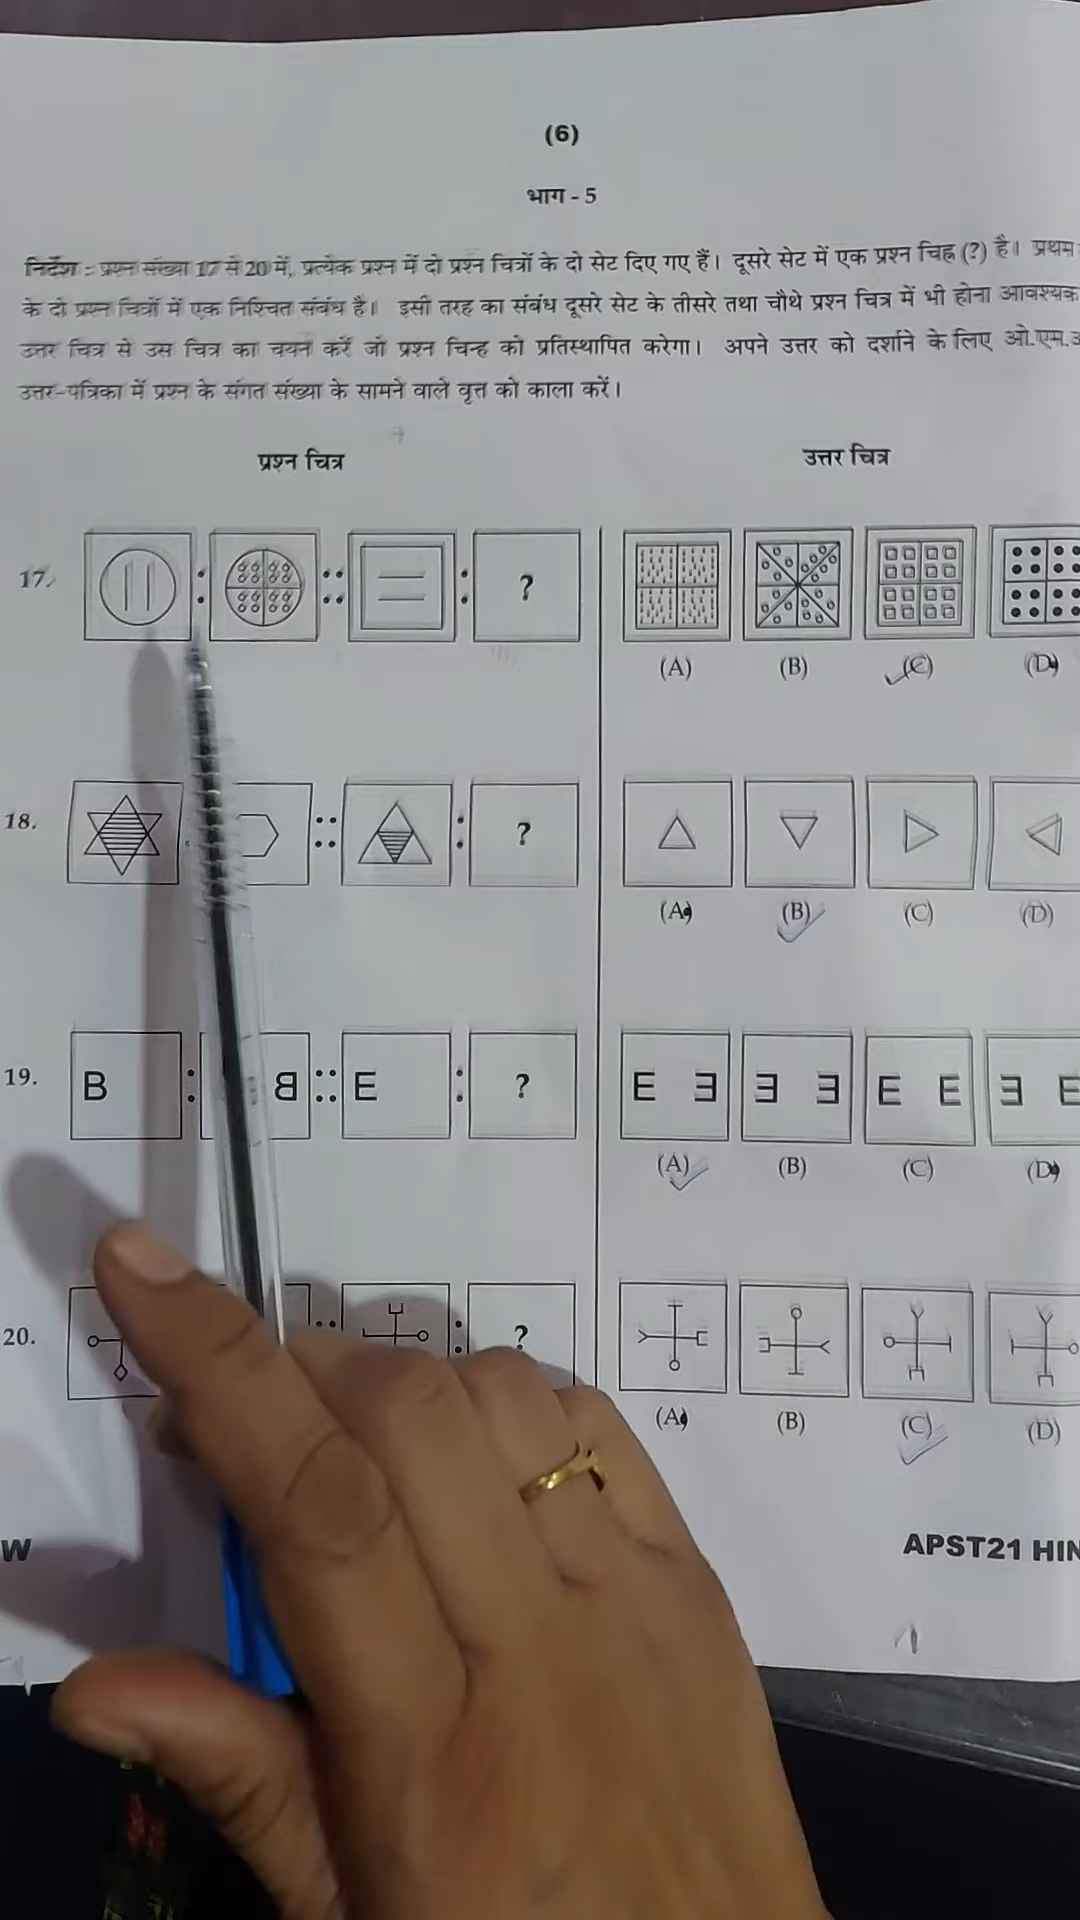 (6)
भाग - 5
निर्देश : प्रश्न संख्या 17 से 20 में, प्रत्येक प्रश्न में दो प्रश्न चित्रों के दो सेट दिए गए हैं। दूसरे सेट में एक प्रश्न चिह्न (?) है। प्रथम
के दो प्रश्न चित्रों में एक निश्चित संबंध है। इसी तरह का संबंध दूसरे सेट के तीसरे तथा चौथे प्रश्न चित्र में भी होना आवश्यक
उत्तर चित्र से उस चित्र का चयन करें जो प्रश्न चिन्ह को प्रतिस्थापित करेगा। अपने उत्तर को दर्शाने के लिए ओ.एम.
उत्तर-पत्रिका में प्रश्न के संगत संख्या के सामने वाले वृत्त को काला करें।
प्रश्न चित्र उत्तर चित्र
17. : :: : ?
(A) (B) (C) (D)
18. :: : ?
(A) (B) (C) (D)
19. B : B :: E : ? E Ǝ Ǝ Ǝ E E Ǝ E
(A) (B) (C) (D)
20. :: : ?
(A) (B) (C) (D)
W APST21 HIN